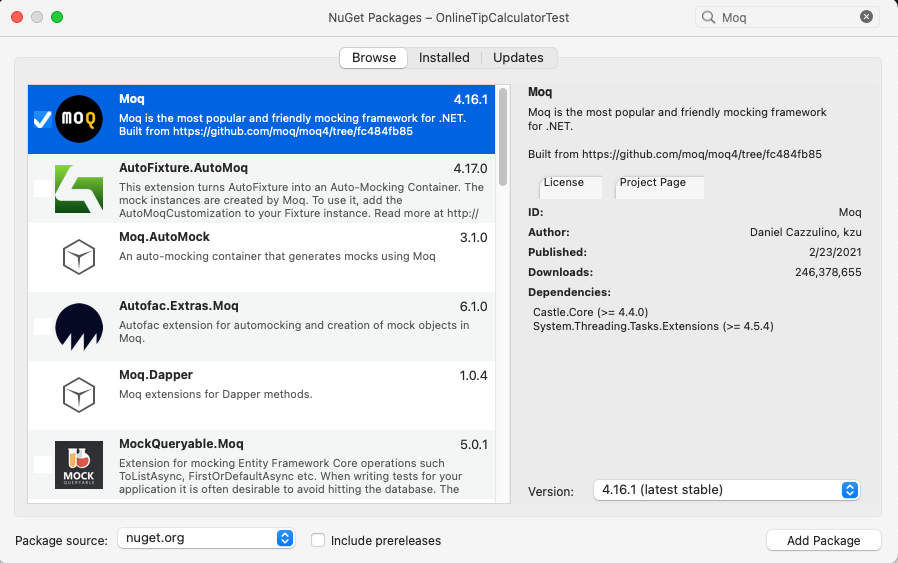 NuGet Packages – OnlineTipCalculatorTest
Moq
Browse
Installed
Updates
MOQ
Moq
4.16.1
Moq is the most popular and friendly mocking framework for .NET.
Built from https://github.com/moq/moq4/tree/fc484fb85
AutoFixture.AutoMoq
4.17.0
This extension turns AutoFixture into an Auto-Mocking Container. The
mock instances are created by Moq. To use it, add the
AutoMoqCustomization to your Fixture instance. Read more at http://
Moq.AutoMock
3.1.0
An auto-mocking container that generates mocks using Moq
Autofac.Extras.Moq
6.1.0
Autofac extension for automocking and creation of mock objects in
Moq.
Moq.Dapper
1.0.4
Moq extensions for Dapper methods.
MOCK
QUERYABLE
MockQueryable.Moq
5.0.1
Extension for mocking Entity Framework Core operations such
ToListAsync, FirstOrDefaultAsync etc. When writing tests for your
application it is often desirable to avoid hitting the database. The
Moq
Moq is the most popular and friendly mocking framework
for .NET.
Built from https://github.com/moq/moq4/tree/fc484fb85
License
Project Page
ID: Moq
Author: Daniel Cazzulino, kzu
Published: 2/23/2021
Downloads: 246,378,655
Dependencies:
Castle.Core (>= 4.4.0)
System.Threading.Tasks.Extensions (>= 4.5.4)
Version: 4.16.1 (latest stable)
Package source: nuget.org
Include prereleases
Add Package